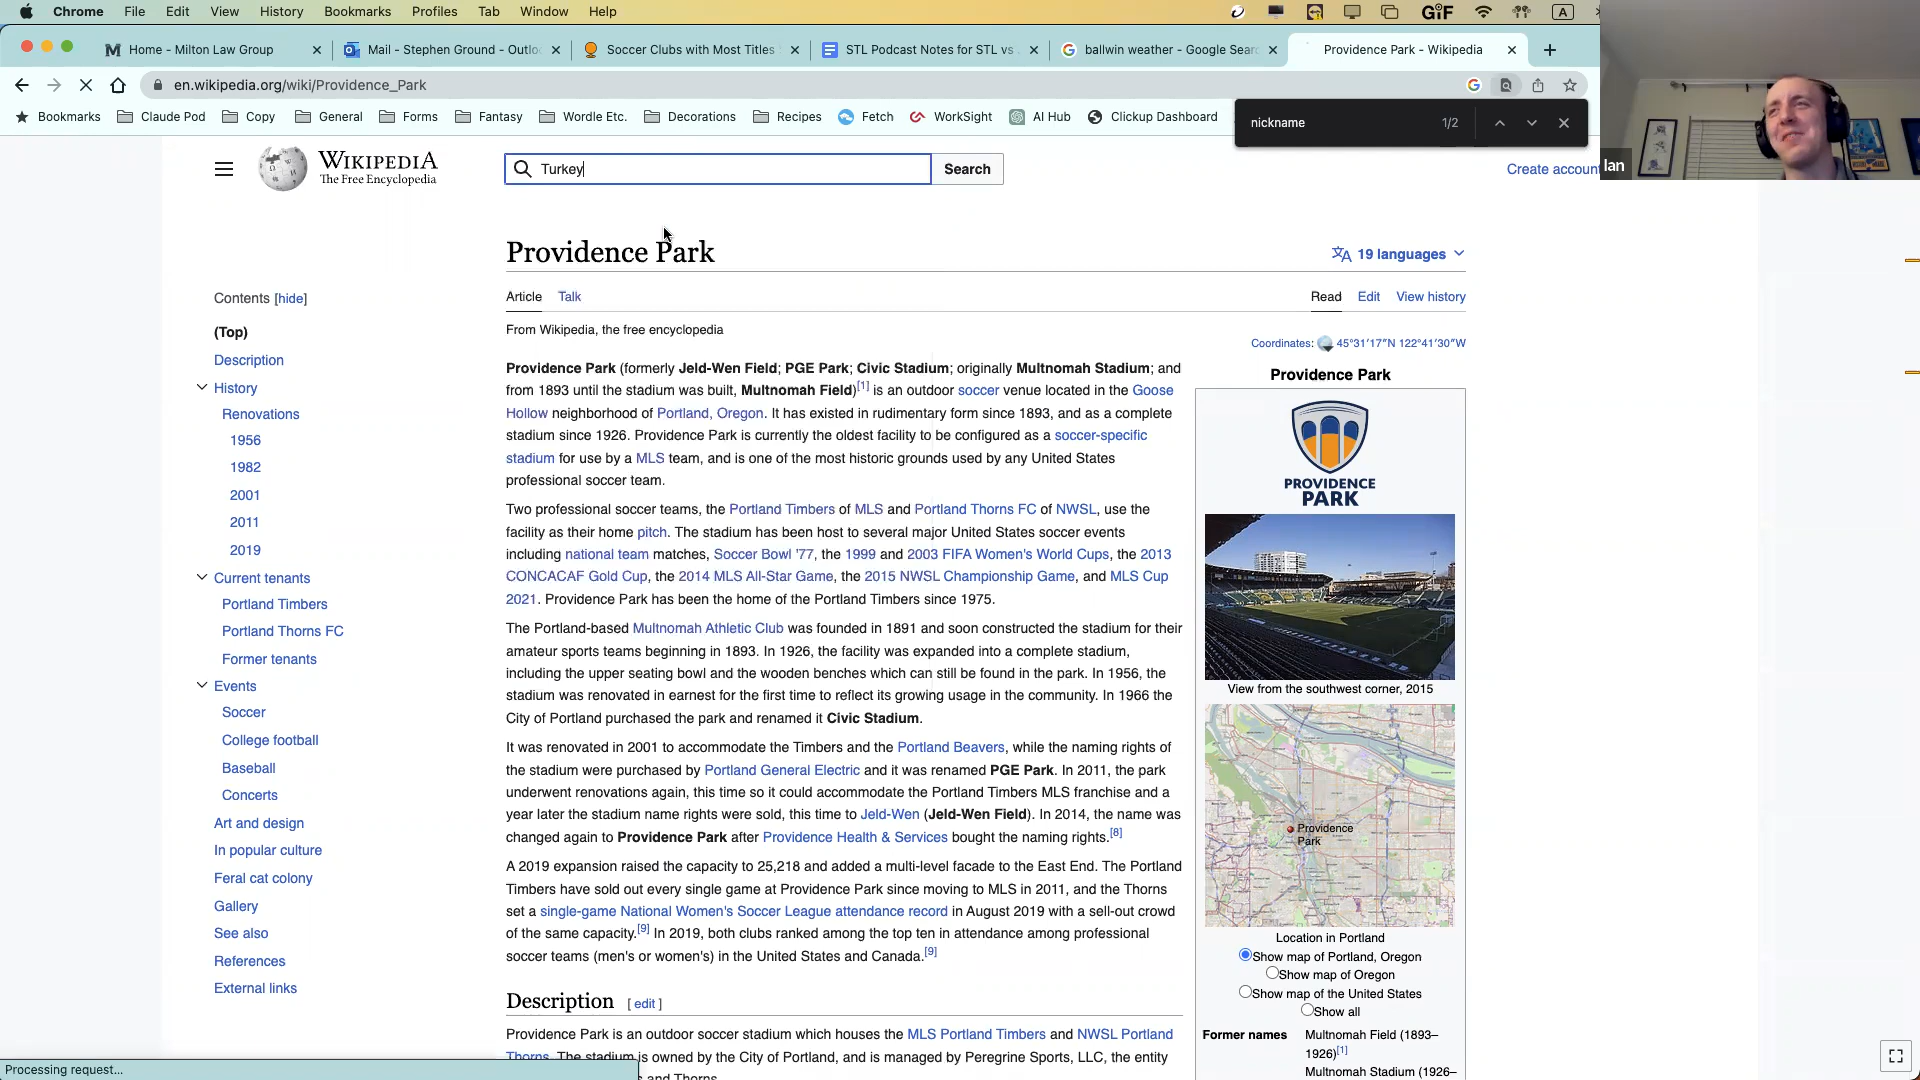 Chrome File Edit View History Bookmarks Profiles Tab Window Help GIF A
Home - Milton Law Group
Mail - Stephen Ground - Outlo
Soccer Clubs with Most Titles
STL Podcast Notes for STL vs
ballwin weather - Google Sear
Providence Park - Wikipedia
en.wikipedia.org/wiki/Providence_Park
Bookmarks Claude Pod Copy General Forms Fantasy Wordle Etc. Decorations Recipes Fetch WorkSight AI Hub Clickup Dashboard
nickname 1/2
Ian
WIKIPEDIA
The Free Encyclopedia
Turkey
Search
Create account
Providence Park
19 languages
Article Talk
Read Edit View history
From Wikipedia, the free encyclopedia
Coordinates: 45°31′17″N 122°41′30″W
Contents [hide]
(Top)
Description
History
Renovations
1956
1982
2001
2011
2019
Current tenants
Portland Timbers
Portland Thorns FC
Former tenants
Events
Soccer
College football
Baseball
Concerts
Art and design
In popular culture
Feral cat colony
Gallery
See also
References
External links
Providence Park (formerly Jeld-Wen Field; PGE Park; Civic Stadium; originally Multnomah Stadium; and
from 1893 until the stadium was built, Multnomah Field)[1] is an outdoor soccer venue located in the Goose
Hollow neighborhood of Portland, Oregon. It has existed in rudimentary form since 1893, and as a complete
stadium since 1926. Providence Park is currently the oldest facility to be configured as a soccer-specific
stadium for use by a MLS team, and is one of the most historic grounds used by any United States
professional soccer team.
Two professional soccer teams, the Portland Timbers of MLS and Portland Thorns FC of NWSL, use the
facility as their home pitch. The stadium has been host to several major United States soccer events
including national team matches, Soccer Bowl '77, the 1999 and 2003 FIFA Women's World Cups, the 2013
CONCACAF Gold Cup, the 2014 MLS All-Star Game, the 2015 NWSL Championship Game, and MLS Cup
2021. Providence Park has been the home of the Portland Timbers since 1975.
The Portland-based Multnomah Athletic Club was founded in 1891 and soon constructed the stadium for their
amateur sports teams beginning in 1893. In 1926, the facility was expanded into a complete stadium,
including the upper seating bowl and the wooden benches which can still be found in the park. In 1956, the
stadium was renovated in earnest for the first time to reflect its growing usage in the community. In 1966 the
City of Portland purchased the park and renamed it Civic Stadium.
It was renovated in 2001 to accommodate the Timbers and the Portland Beavers, while the naming rights of
the stadium were purchased by Portland General Electric and it was renamed PGE Park. In 2011, the park
underwent renovations again, this time so it could accommodate the Portland Timbers MLS franchise and a
year later the stadium name rights were sold, this time to Jeld-Wen (Jeld-Wen Field). In 2014, the name was
changed again to Providence Park after Providence Health & Services bought the naming rights.[8]
A 2019 expansion raised the capacity to 25,218 and added a multi-level facade to the East End. The Portland
Timbers have sold out every single game at Providence Park since moving to MLS in 2011, and the Thorns
set a single-game National Women's Soccer League attendance record in August 2019 with a sell-out crowd
of the same capacity.[9] In 2019, both clubs ranked among the top ten in attendance among professional
soccer teams (men's or women's) in the United States and Canada.[9]
Description [ edit ]
Providence Park is an outdoor soccer stadium which houses the MLS Portland Timbers and NWSL Portland
Thorns. The stadium is owned by the City of Portland, and is managed by Peregrine Sports, LLC, the entity
s and Thorns.
Providence Park
PROVIDENCE
PARK
View from the southwest corner, 2015
Providence
Park
Location in Portland
Show map of Portland, Oregon
Show map of Oregon
Show map of the United States
Show all
Former names Multnomah Field (1893–
1926)[1]
Multnomah Stadium (1926–
Processing request...